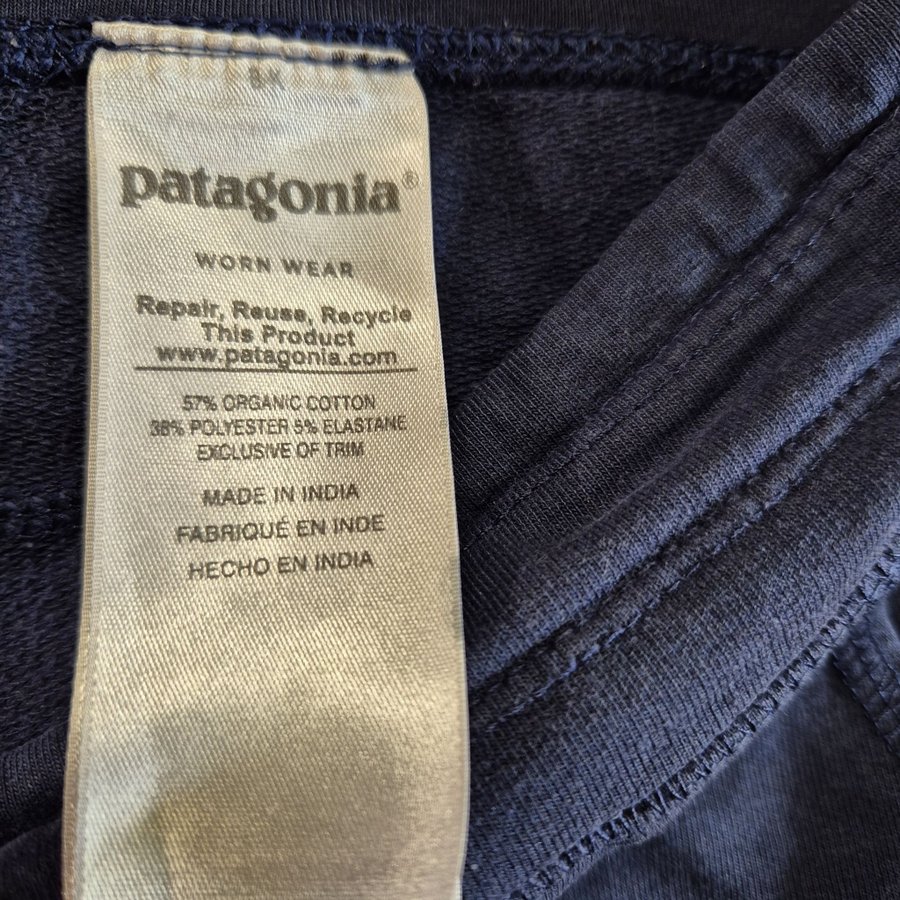 patagonia®
WORN WEAR
Repair, Reuse, Recycle
This Product
www.patagonia.com
57% ORGANIC COTTON
38% POLYESTER 5% ELASTANE
EXCLUSIVE OF TRIM
MADE IN INDIA
FABRIQUÉ EN INDE
HECHO EN INDIA